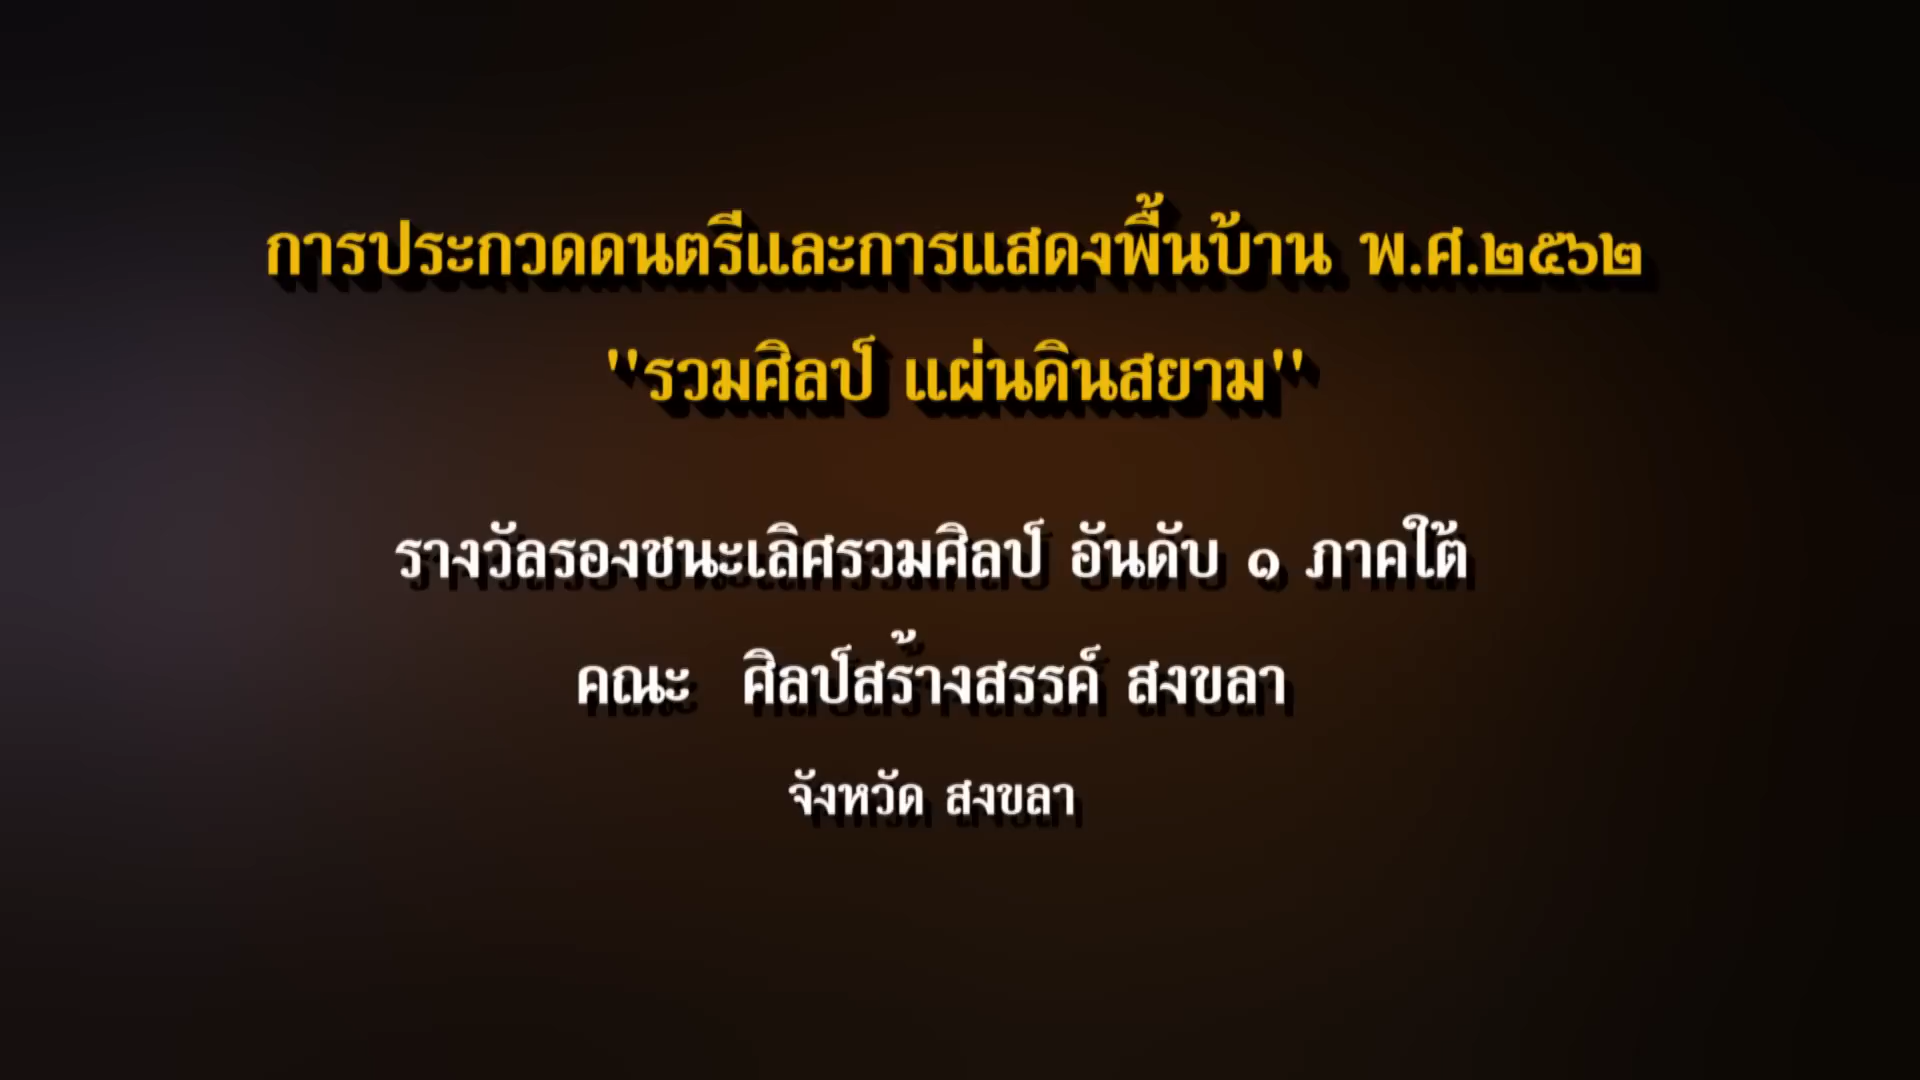 การประกวดดนตรีและการแสดงพื้นบ้าน พ.ศ.๒๕๖๒
"รวมศิลป์ แผ่นดินสยาม"
รางวัลรองชนะเลิศรวมศิลป์ อันดับ ๑ ภาคใต้
คณะ ศิลป์สร้างสรรค์ สงขลา
จังหวัด สงขลา